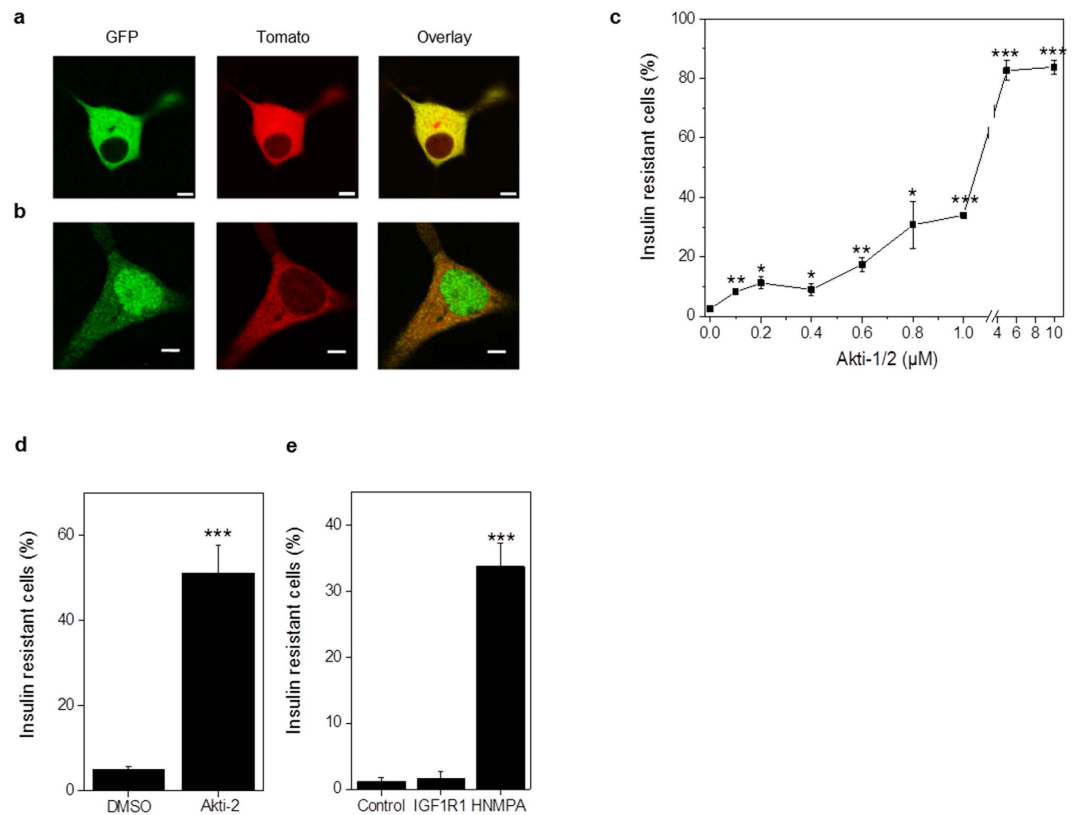 a
GFP Tomato Overlay
b
c
Insulin resistant cells (%)
100
80
60
40
20
0
** * * ** * *** *** ***
0.0 0.2 0.4 0.6 0.8 1.0 4 6 8 10
Akti-1/2 (µM)
d
Insulin resistant cells (%)
60
40
20
0
***
DMSO Akti-2
e
Insulin resistant cells (%)
40
30
20
10
0
***
Control IGF1R1 HNMPA